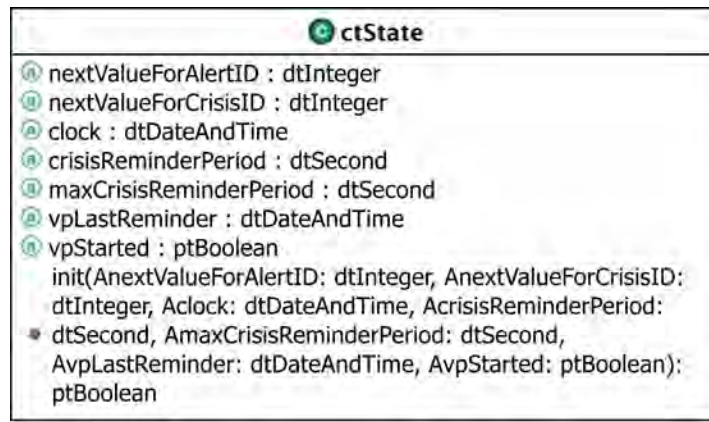 ctState
nextValueForAlertID : dtInteger
nextValueForCrisisID : dtInteger
clock : dtDateAndTime
crisisReminderPeriod : dtSecond
maxCrisisReminderPeriod : dtSecond
vpLastReminder : dtDateAndTime
vpStarted : ptBoolean
init(AnextValueForAlertID: dtInteger, AnextValueForCrisisID:
dtInteger, Aclock: dtDateAndTime, AcrisisReminderPeriod:
dtSecond, AmaxCrisisReminderPeriod: dtSecond,
AvpLastReminder: dtDateAndTime, AvpStarted: ptBoolean):
ptBoolean